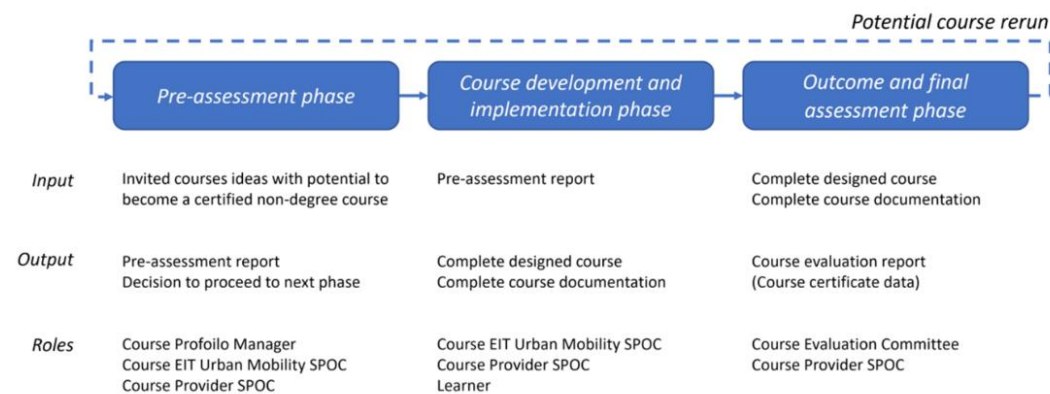 Potential course rerun
Pre-assessment phase
Course development and
implementation phase
Outcome and final
assessment phase
Input
Invited courses ideas with potential to
become a certified non-degree course
Pre-assessment report
Complete designed course
Complete course documentation
Output
Pre-assessment report
Decision to proceed to next phase
Complete designed course
Complete course documentation
Course evaluation report
(Course certificate data)
Roles
Course Profoilo Manager
Course EIT Urban Mobility SPOC
Course Provider SPOC
Course EIT Urban Mobility SPOC
Course Provider SPOC
Learner
Course Evaluation Committee
Course Provider SPOC